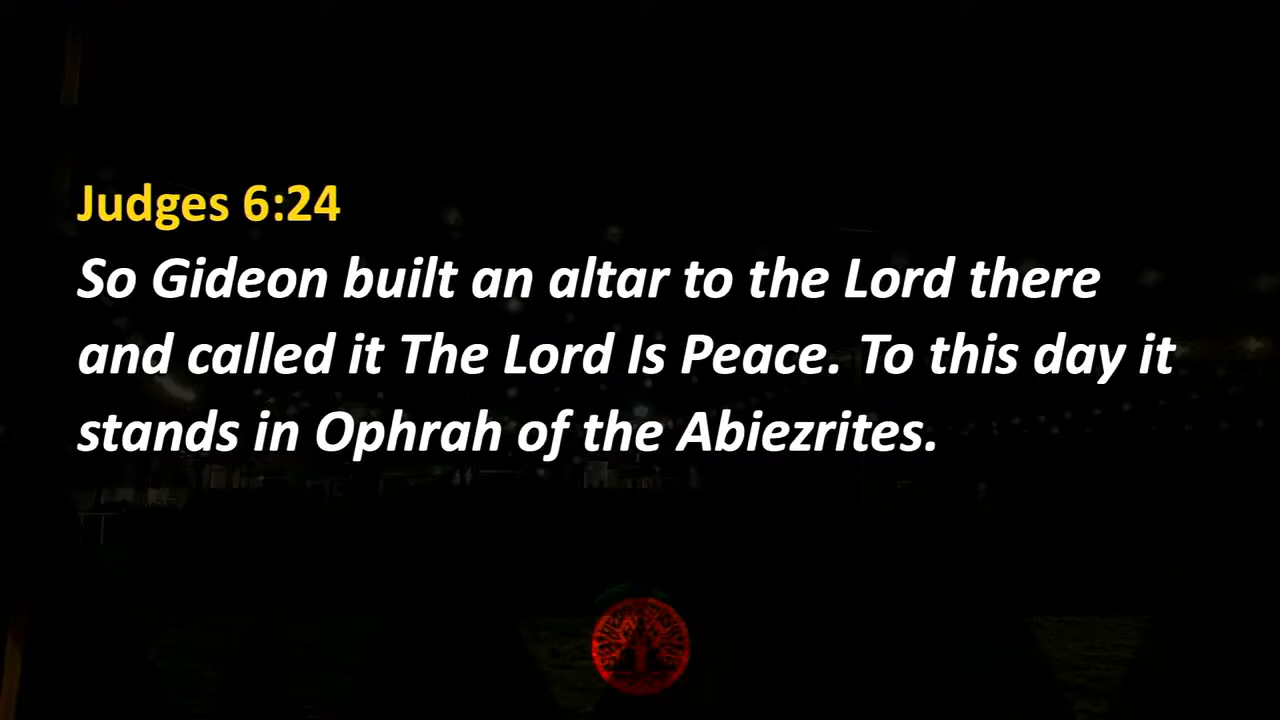 Judges 6:24
So Gideon built an altar to the Lord there
and called it The Lord Is Peace. To this day it
stands in Ophrah of the Abiezrites.